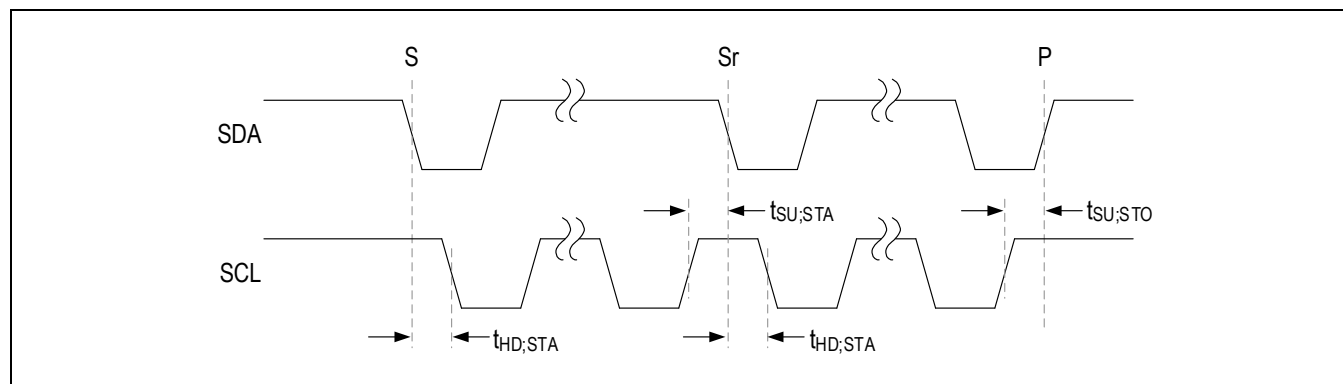 S Sr P
SDA
tSU;STA tSU;STO
SCL
tHD;STA tHD;STA